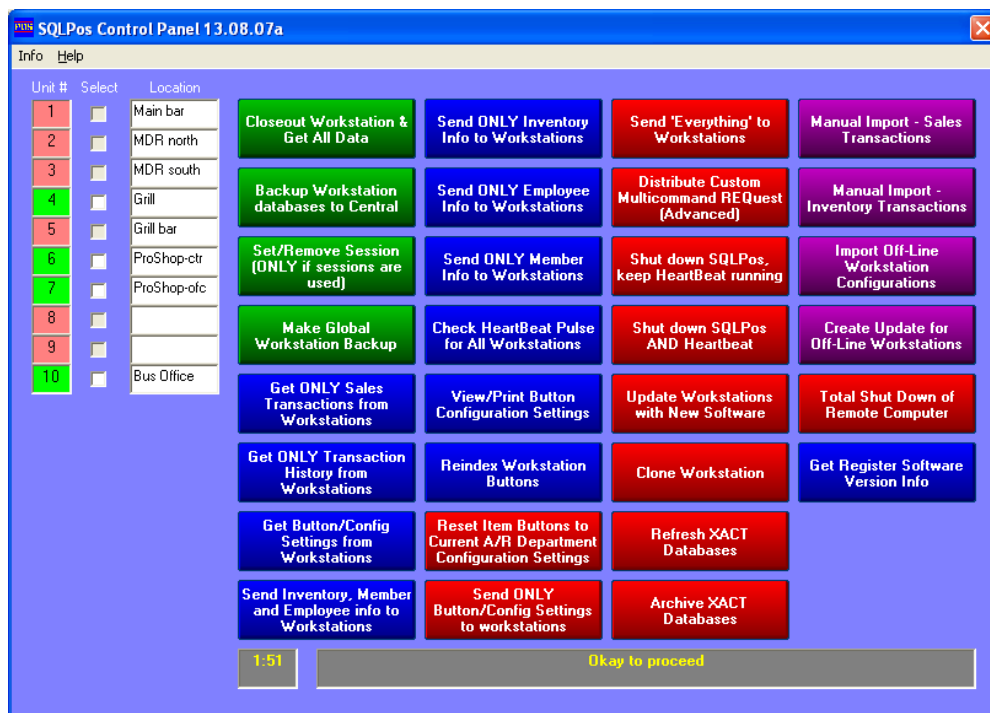 POS SQLPos Control Panel 13.08.07a
Info Help
Unit # Select Location
1 Main bar
2 MDR north
3 MDR south
4 Grill
5 Grill bar
6 ProShop-ctr
7 ProShop-ofc
8
9
10 Bus Office
Closeout Workstation &
Get All Data
Send ONLY Inventory
Info to Workstations
Send 'Everything' to
Workstations
Manual Import - Sales
Transactions
Backup Workstation
databases to Central
Send ONLY Employee
Info to Workstations
Distribute Custom
Multicommand REQuest
(Advanced)
Manual Import -
Inventory Transactions
Set/Remove Session
(ONLY if sessions are
used)
Send ONLY Member
Info to Workstations
Shut down SQLPos,
keep HeartBeat running
Import Off-Line
Workstation
Configurations
Make Global
Workstation Backup
Check HeartBeat Pulse
for All Workstations
Shut down SQLPos
AND Heartbeat
Create Update for
Off-Line Workstations
Get ONLY Sales
Transactions from
Workstations
View/Print Button
Configuration Settings
Update Workstations
with New Software
Total Shut Down of
Remote Computer
Get ONLY Transaction
History from
Workstations
Reindex Workstation
Buttons
Clone Workstation
Get Register Software
Version Info
Get Button/Config
Settings from
Workstations
Reset Item Buttons to
Current A/R Department
Configuration Settings
Refresh XACT
Databases
Send Inventory, Member
and Employee info to
Workstations
Send ONLY
Button/Config Settings
to workstations
Archive XACT
Databases
1:51
Okay to proceed